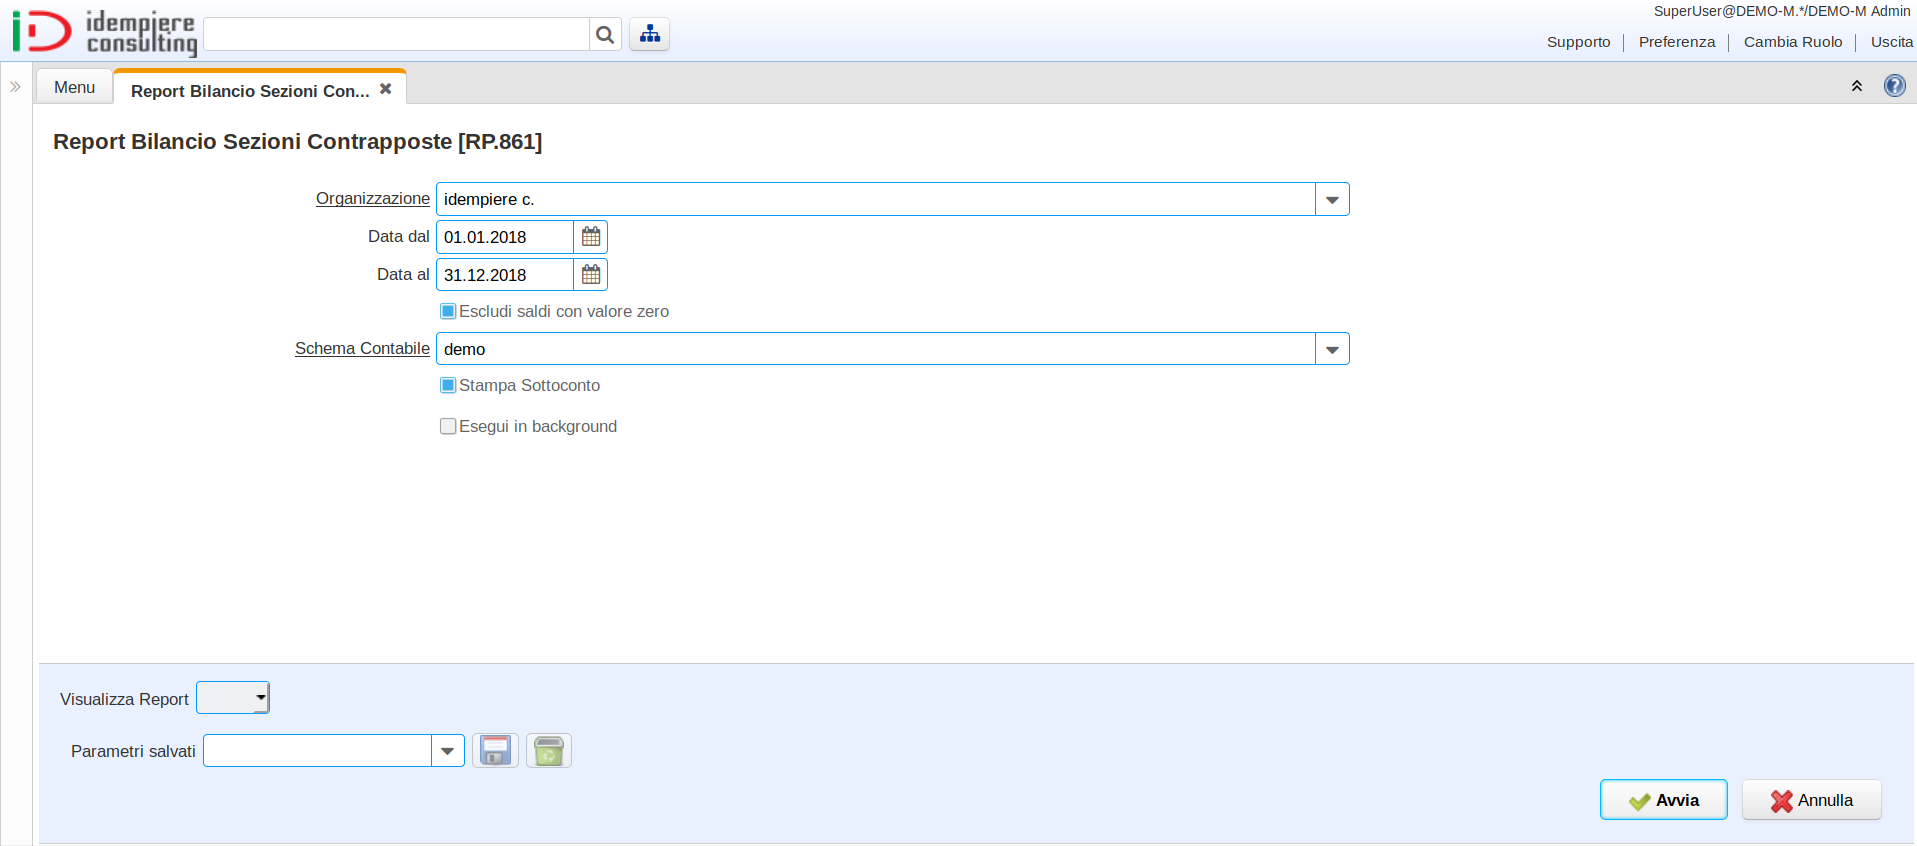 idempiere
consulting
SuperUser@DEMO-M.*/DEMO-M Admin
Supporto Preferenza Cambia Ruolo Uscita
Menu Report Bilancio Sezioni Con...
Report Bilancio Sezioni Contrapposte [RP.861]
Organizzazione idempiere c.
Data dal 01.01.2018
Data al 31.12.2018
Escludi saldi con valore zero
Schema Contabile demo
Stampa Sottoconto
Esegui in background
Visualizza Report
Parametri salvati
Avvia Annulla